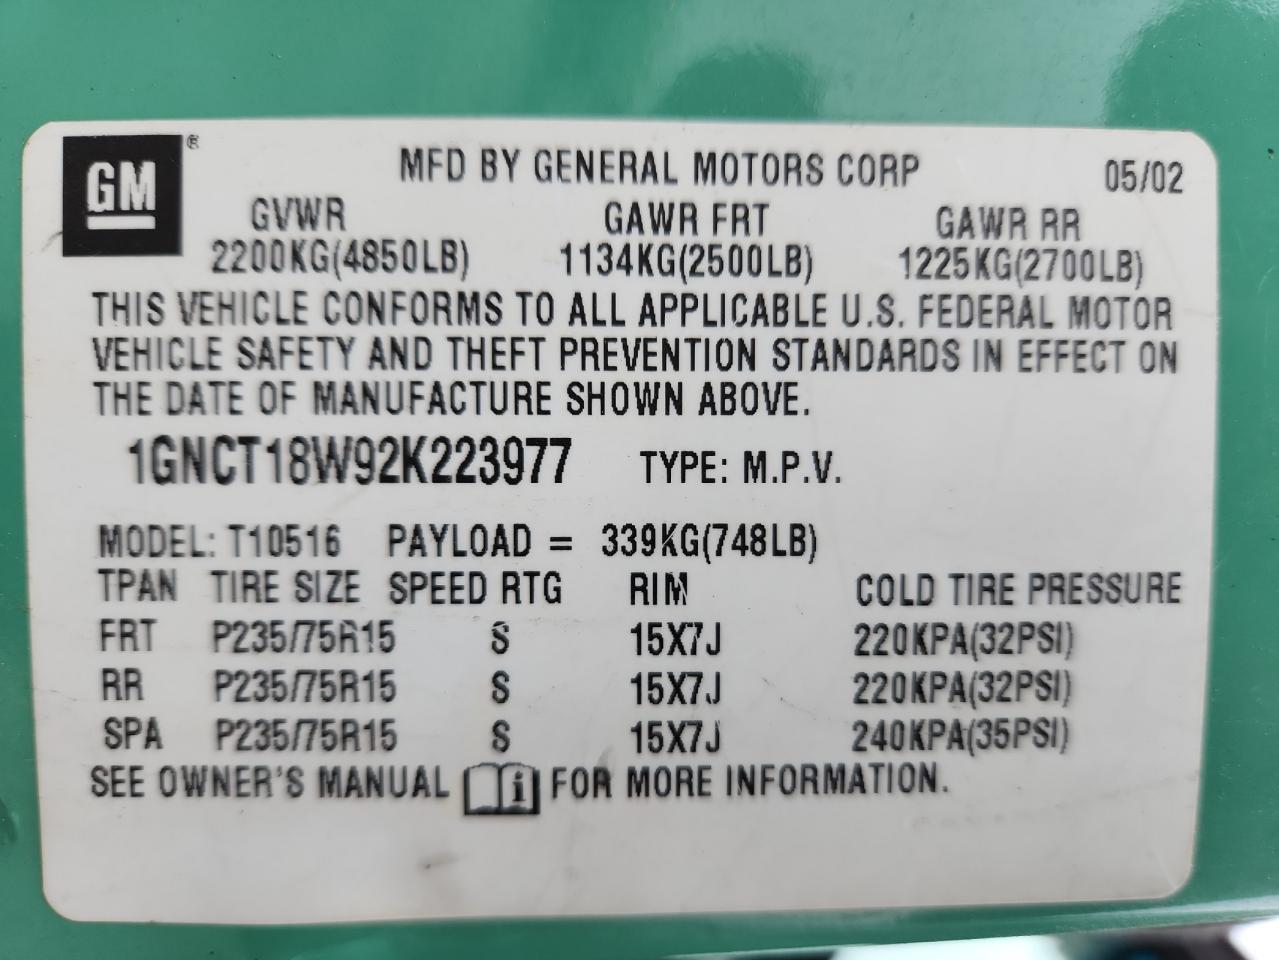 GM®
MFD BY GENERAL MOTORS CORP 05/02
GVWR GAWR FRT GAWR RR
2200KG(4850LB) 1134KG(2500LB) 1225KG(2700LB)
THIS VEHICLE CONFORMS TO ALL APPLICABLE U.S. FEDERAL MOTOR
VEHICLE SAFETY AND THEFT PREVENTION STANDARDS IN EFFECT ON
THE DATE OF MANUFACTURE SHOWN ABOVE.
1GNCT18W92K223977 TYPE: M.P.V.
MODEL: T10516 PAYLOAD = 339KG(748LB)
TPAN TIRE SIZE SPEED RTG RIM COLD TIRE PRESSURE
FRT P235/75R15 S 15X7J 220KPA(32PSI)
RR P235/75R15 S 15X7J 220KPA(32PSI)
SPA P235/75R15 S 15X7J 240KPA(35PSI)
SEE OWNER'S MANUAL i FOR MORE INFORMATION.